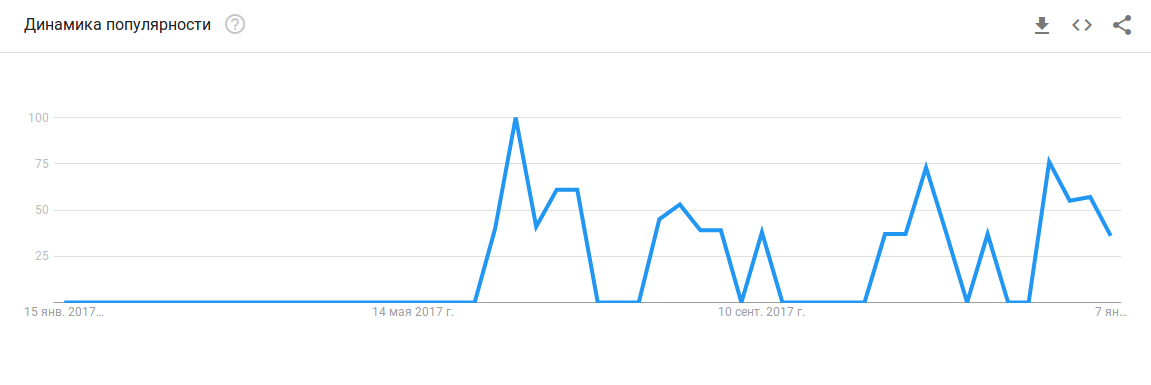 Динамика популярности
100
75
50
25
15 янв. 2017…
14 мая 2017 г.
10 сент. 2017 г.
7 ян…